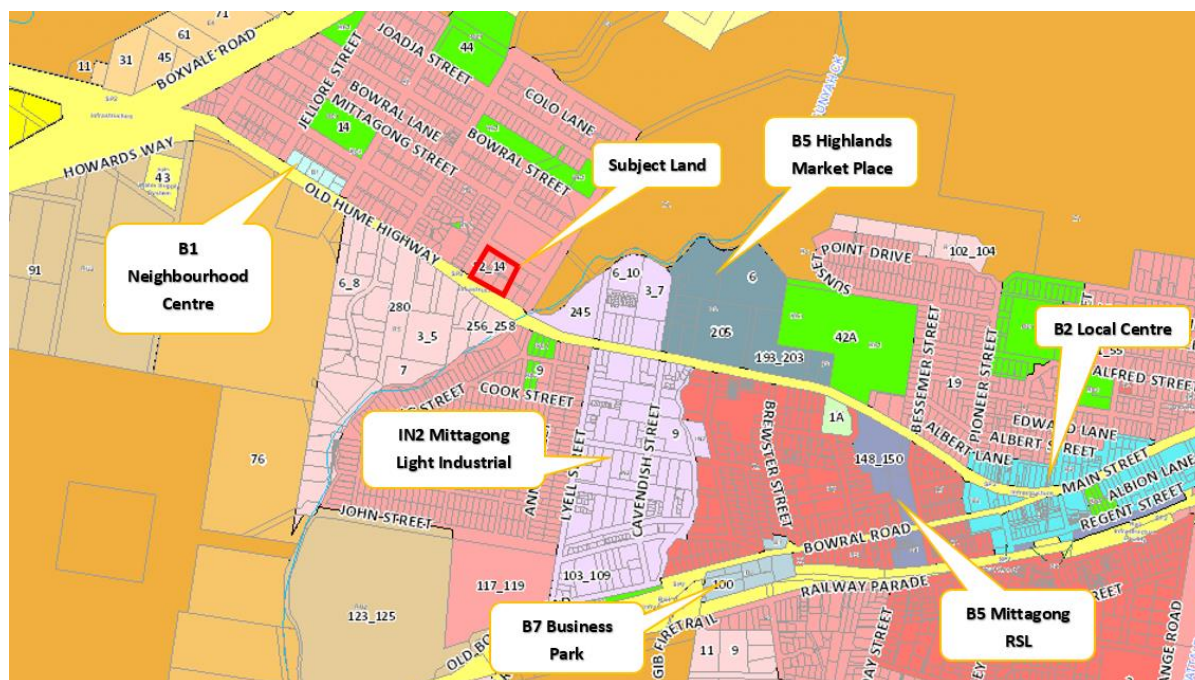 71
61
45
31
11
BOXVALE ROAD
44
JOADJA STREET
COLO LANE
JELLORE STREET
BOWRAL LANE
MITTAGONG STREET
BOWRAL STREET
14
HOWARDS WAY
43
OLD HUME HIGHWAY
Subject Land
B5 Highlands
Market Place
B1
Neighbourhood
Centre
91
6_8
280
3_5
7
256_258
245
6_10
3_7
6
205
193_203
42A
POINT DRIVE
102_104
B2 Local Centre
BESSEMER STREET
PIONEER STREET
19
ALFRED STREET
EDWARD LANE
ALBERT STREET
ALBERT LANE
MAIN STREET
ALBION LANE
REGENT STREET
1A
148_150
9
COOK STREET
IN2 Mittagong
Light Industrial
LYELL STREET
CAVENDISH STREET
9
BREWSTER STREET
76
JOHN STREET
BOWRAL ROAD
RAILWAY PARADE
103_109
117_119
100
123_125
B7 Business
Park
B5 Mittagong
RSL
11
9